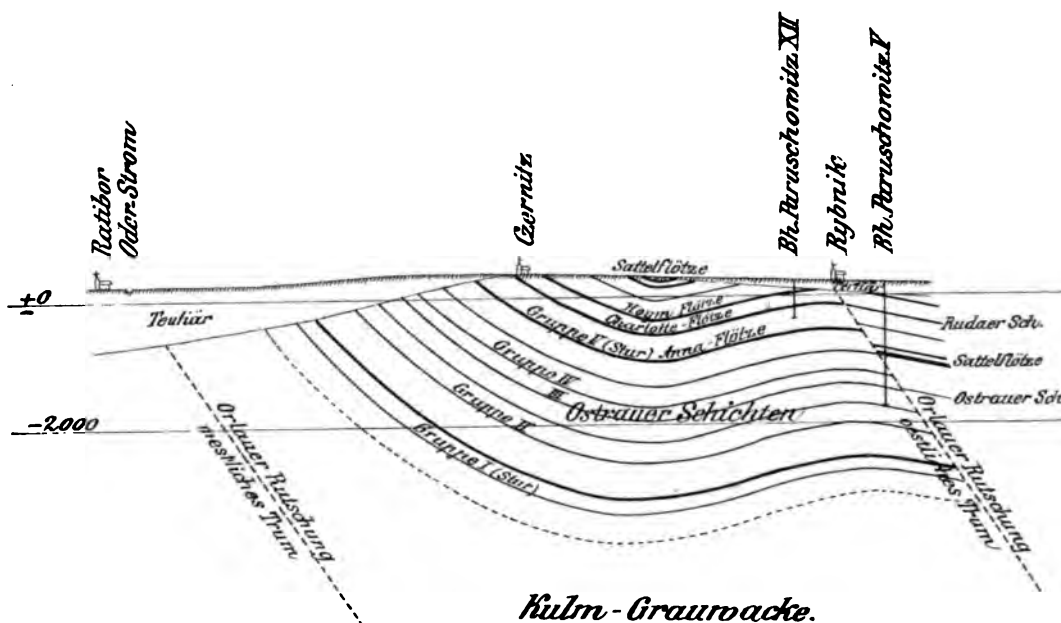 Ratibor
Oder-Strom
Czernitz
Bh. Paruschowitz XII
Rybnik
Bh. Paruschowitz V
Sattelflötze
+0
Tertiär
Heym Flötze
Charlotte-Flötze
Rudaer Sch.
Gruppe V (Stur) Anna-Flötze
Sattelflötze
Gruppe IV
III
Ostrauer Schichten
Ostrauer Sch
-2000
Gruppe II
Gruppe I (Stur)
Orlauer Rutschung
westliches Trum
Orlauer Rutschung
östliches Trum
Kulm-Grauwacke.